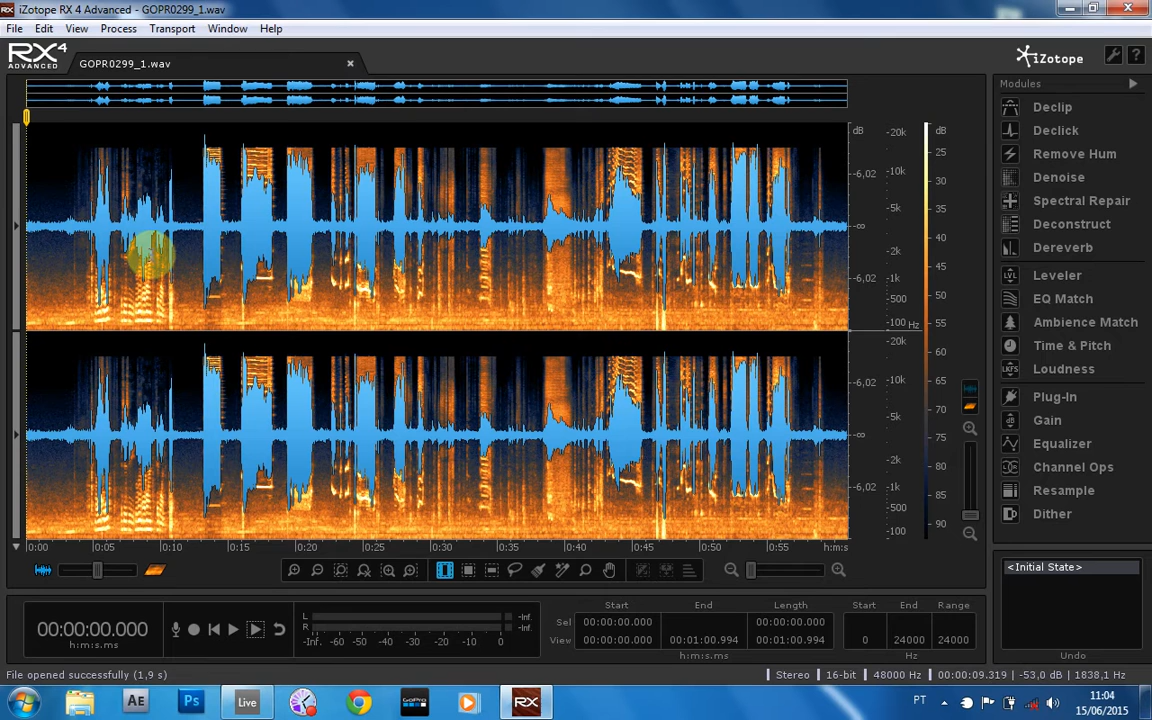 iZotope RX 4 Advanced - GOPR0299_1.wav
File Edit View Process Transport Window Help
RX4 ADVANCED
GOPR0299_1.wav
iZotope
Modules
Declip
Declick
Remove Hum
Denoise
Spectral Repair
Deconstruct
Dereverb
LVL Leveler
EQ Match
Ambience Match
Time & Pitch
LKFS Loudness
Plug-In
dB Gain
Equalizer
Channel Ops
Resample
Dither
dB -20k dB
25
-6,02 -10k
30
35
-5k
-∞ 40
-2k
45
-6,02 -1k
50
-500
-100 Hz 55
-20k
60
-6,02 -10k
65
-5k 70
-∞
75
-2k
80
-6,02 -1k
85
-500
-100 90
0:00 0:05 0:10 0:15 0:20 0:25 0:30 0:35 0:40 0:45 0:50 0:55 h:m:s
<Initial State>
Undo
00:00:00.000
h:m:s.ms
L -Inf.
R -Inf.
-Inf. -60 -50 -40 -30 -20 -10 0
Start End Length Start End Range
Sel 00:00:00.000 00:00:00.000
View 00:00:00.000 00:01:00.994 00:01:00.994 0 24000 24000
h:m:s.ms Hz
File opened successfully (1,9 s)
Stereo 16-bit 48000 Hz 00:00:09.319 -53,0 dB 1838,1 Hz
Ae Ps Live GoPro RX
PT 11:04
15/06/2015